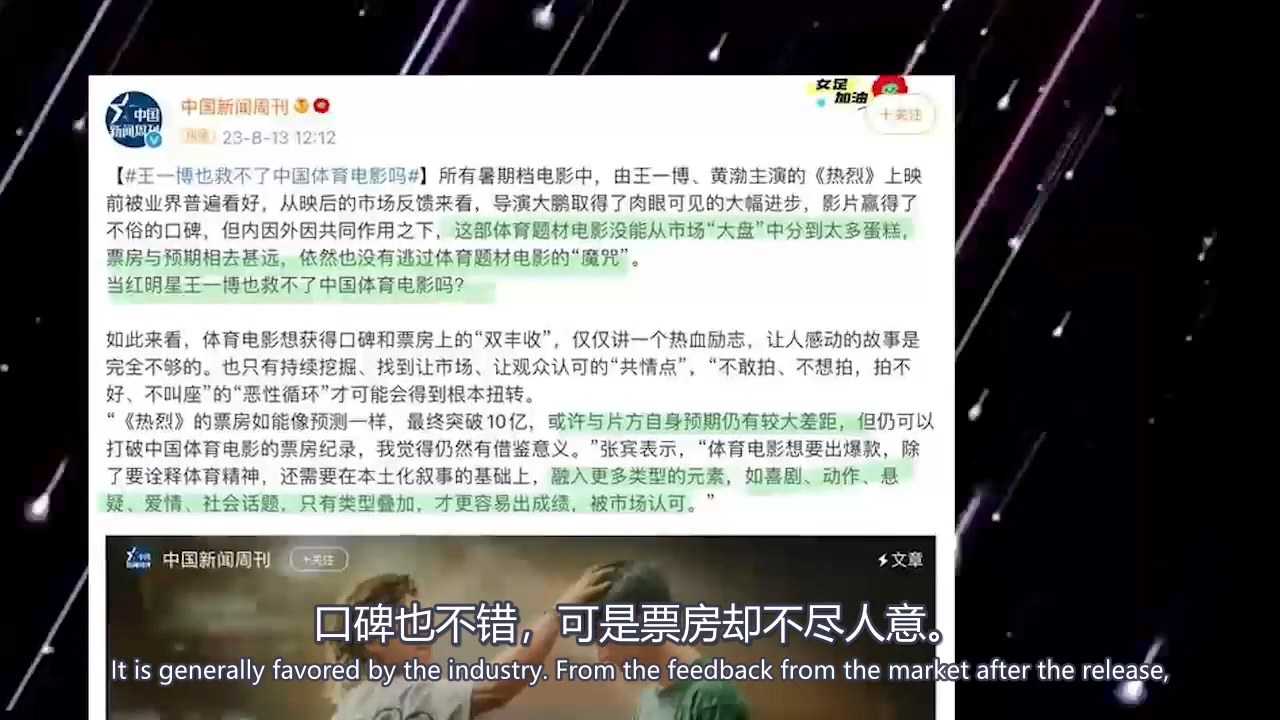 女足
加油
中国
新闻周刊
中国新闻周刊
+关注
23-8-13 12:12
【#王一博也救不了中国体育电影吗#】所有暑期档电影中，由王一博、黄渤主演的《热烈》上映
前被业界普遍看好，从映后的市场反馈来看，导演大鹏取得了肉眼可见的大幅进步，影片赢得了
不俗的口碑，但内因外因共同作用之下，这部体育题材电影没能从市场“大盘”中分到太多蛋糕，
票房与预期相去甚远，依然也没有逃过体育题材电影的“魔咒”。
当红明星王一博也救不了中国体育电影吗？
如此来看，体育电影想获得口碑和票房上的“双丰收”，仅仅讲一个热血励志，让人感动的故事是
完全不够的。也只有持续挖掘、找到让市场、让观众认可的“共情点”，“不敢拍、不想拍，拍不
好、不叫座”的“恶性循环”才可能会得到根本扭转。
“《热烈》的票房如能像预测一样，最终突破10亿，或许与片方自身预期仍有较大差距，但仍可以
打破中国体育电影的票房纪录，我觉得仍然有借鉴意义。”张宾表示，“体育电影想要出爆款，除
了要诠释体育精神，还需要在本土化叙事的基础上，融入更多类型的元素，如喜剧、动作、悬
疑、爱情、社会话题，只有类型叠加，才更容易出成绩，被市场认可。”
中国新闻周刊
+关注
文章
口碑也不错，可是票房却不尽人意。
It is generally favored by the industry. From the feedback from the market after the release,